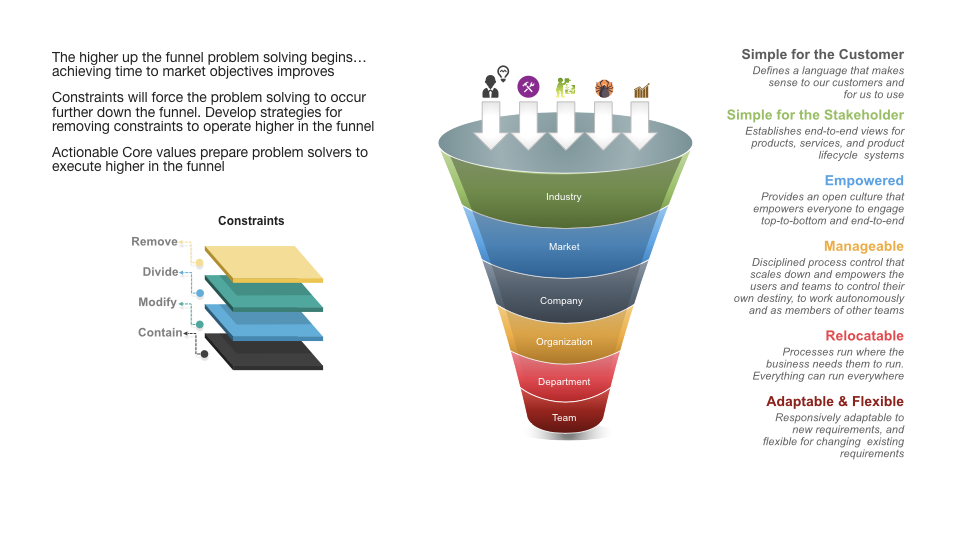 The higher up the funnel problem solving begins…
achieving time to market objectives improves
Constraints will force the problem solving to occur
further down the funnel. Develop strategies for
removing constraints to operate higher in the funnel
Actionable Core values prepare problem solvers to
execute higher in the funnel
Constraints
Remove
Divide
Modify
Contain
Industry
Market
Company
Organization
Department
Team
Simple for the Customer
Defines a language that makes
sense to our customers and
for us to use
Simple for the Stakeholder
Establishes end-to-end views for
products, services, and product
lifecycle  systems
Empowered
Provides an open culture that
empowers everyone to engage
top-to-bottom and end-to-end
Manageable
Disciplined process control that
scales down and empowers the
users and teams to control their
own destiny, to work autonomously
and as members of other teams
Relocatable
Processes run where the
business needs them to run.
Everything can run everywhere
Adaptable & Flexible
Responsively adaptable to
new requirements, and
flexible for changing  existing
requirements